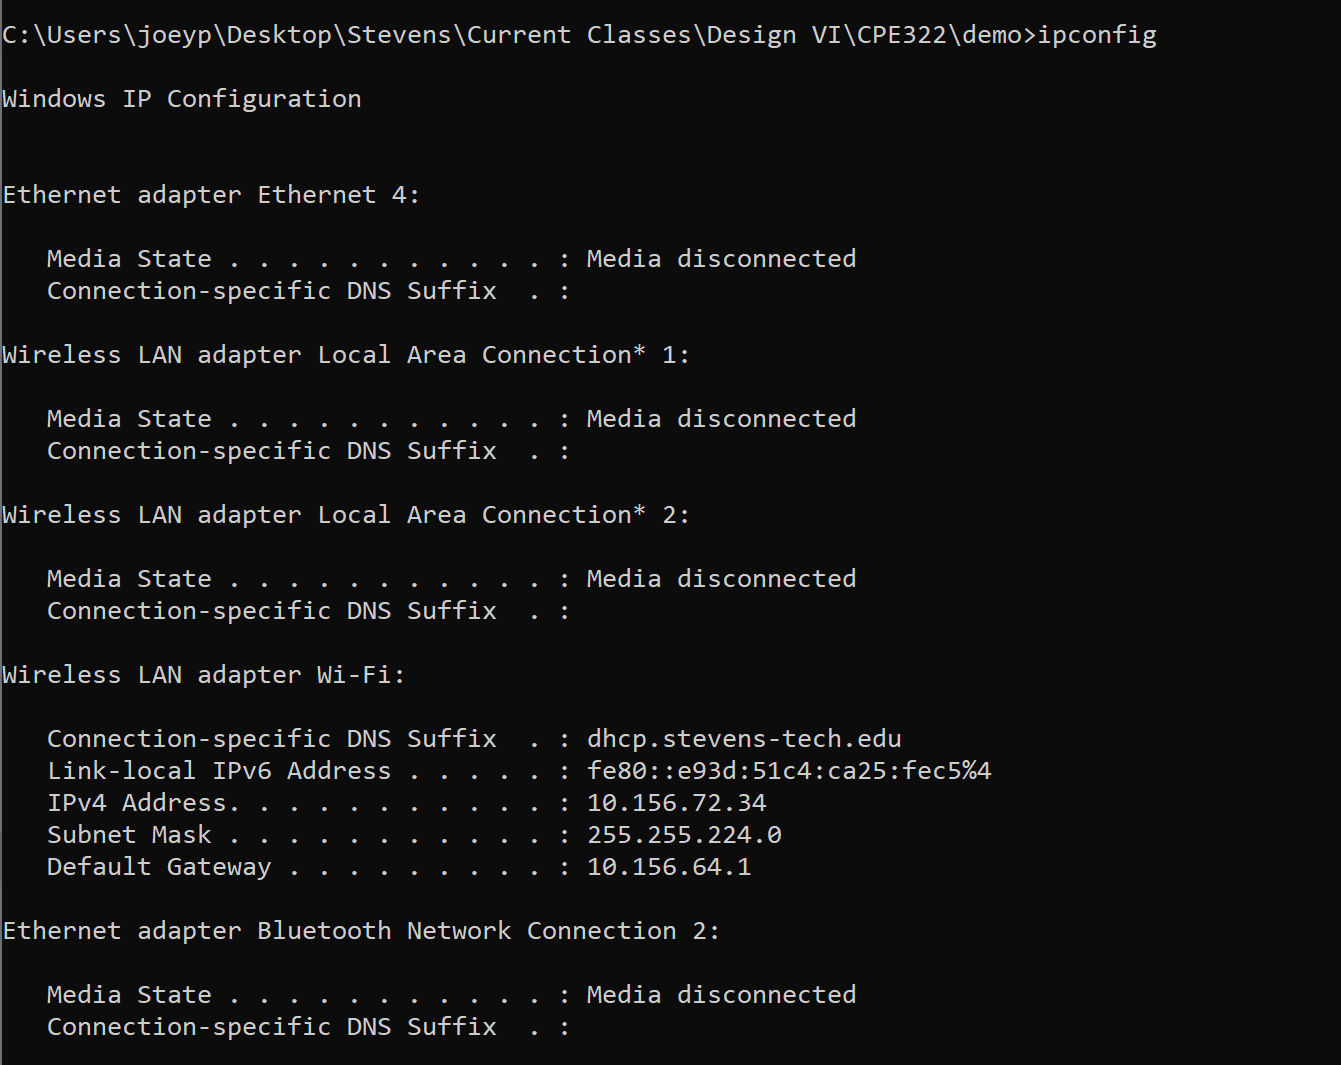 C:\Users\joeyp\Desktop\Stevens\Current Classes\Design VI\CPE322\demo>ipconfig
Windows IP Configuration
Ethernet adapter Ethernet 4:
   Media State . . . . . . . . . . . : Media disconnected
   Connection-specific DNS Suffix  . :
Wireless LAN adapter Local Area Connection* 1:
   Media State . . . . . . . . . . . : Media disconnected
   Connection-specific DNS Suffix  . :
Wireless LAN adapter Local Area Connection* 2:
   Media State . . . . . . . . . . . : Media disconnected
   Connection-specific DNS Suffix  . :
Wireless LAN adapter Wi-Fi:
   Connection-specific DNS Suffix  . : dhcp.stevens-tech.edu
   Link-local IPv6 Address . . . . . : fe80::e93d:51c4:ca25:fec5%4
   IPv4 Address. . . . . . . . . . . : 10.156.72.34
   Subnet Mask . . . . . . . . . . . : 255.255.224.0
   Default Gateway . . . . . . . . . : 10.156.64.1
Ethernet adapter Bluetooth Network Connection 2:
   Media State . . . . . . . . . . . : Media disconnected
   Connection-specific DNS Suffix  . :